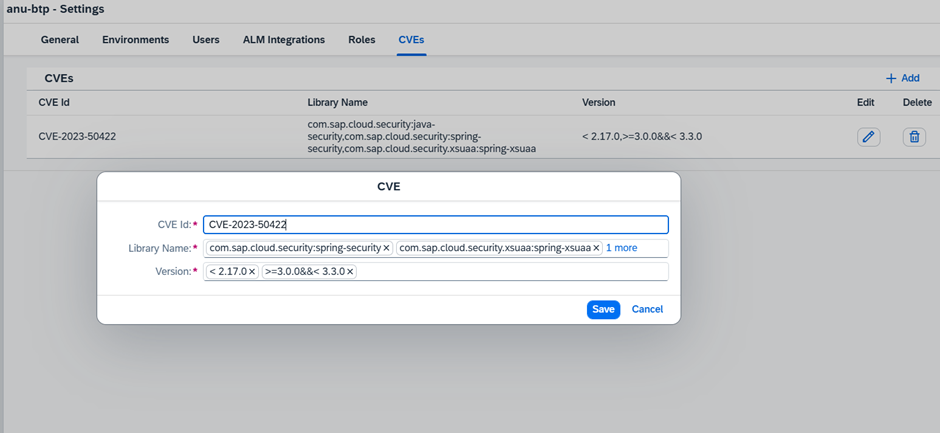 anu-btp - Settings
General Environments Users ALM Integrations Roles CVEs
CVEs + Add
CVE Id Library Name Version Edit Delete
com.sap.cloud.security:java-
CVE-2023-50422 security,com.sap.cloud.security:spring- < 2.17.0,>=3.0.0&&< 3.3.0
security,com.sap.cloud.security.xsuaa:spring-xsuaa
CVE
CVE Id:* CVE-2023-50422
Library Name:* com.sap.cloud.security:spring-security × com.sap.cloud.security.xsuaa:spring-xsuaa × 1 more
Version:* < 2.17.0 × >=3.0.0&&< 3.3.0 ×
Save Cancel